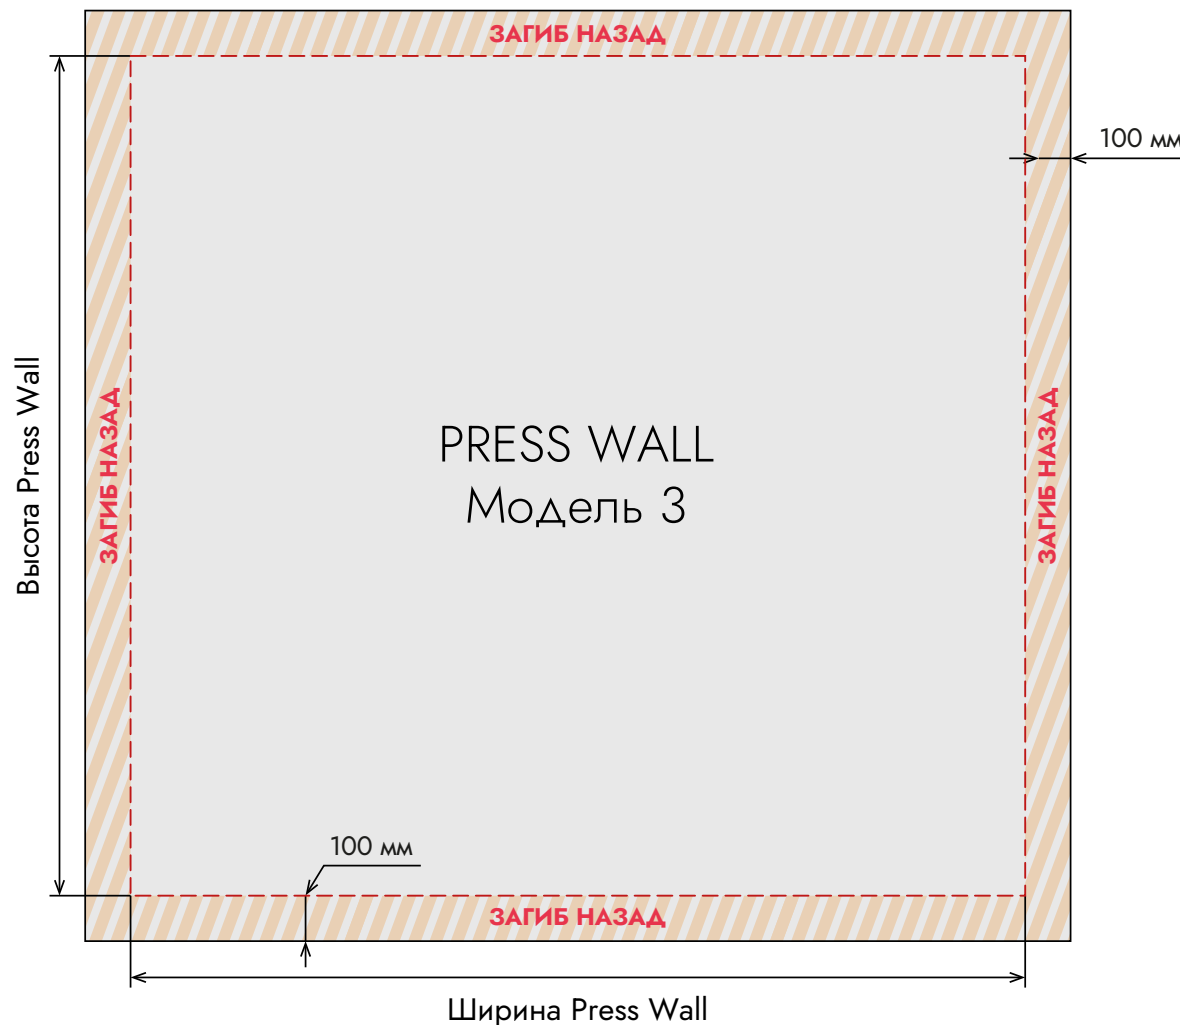 ЗАГИБ НАЗАД
100 мм
Высота Press Wall
ЗАГИБ НАЗАД
PRESS WALL
Модель 3
ЗАГИБ НАЗАД
100 мм
ЗАГИБ НАЗАД
Ширина Press Wall